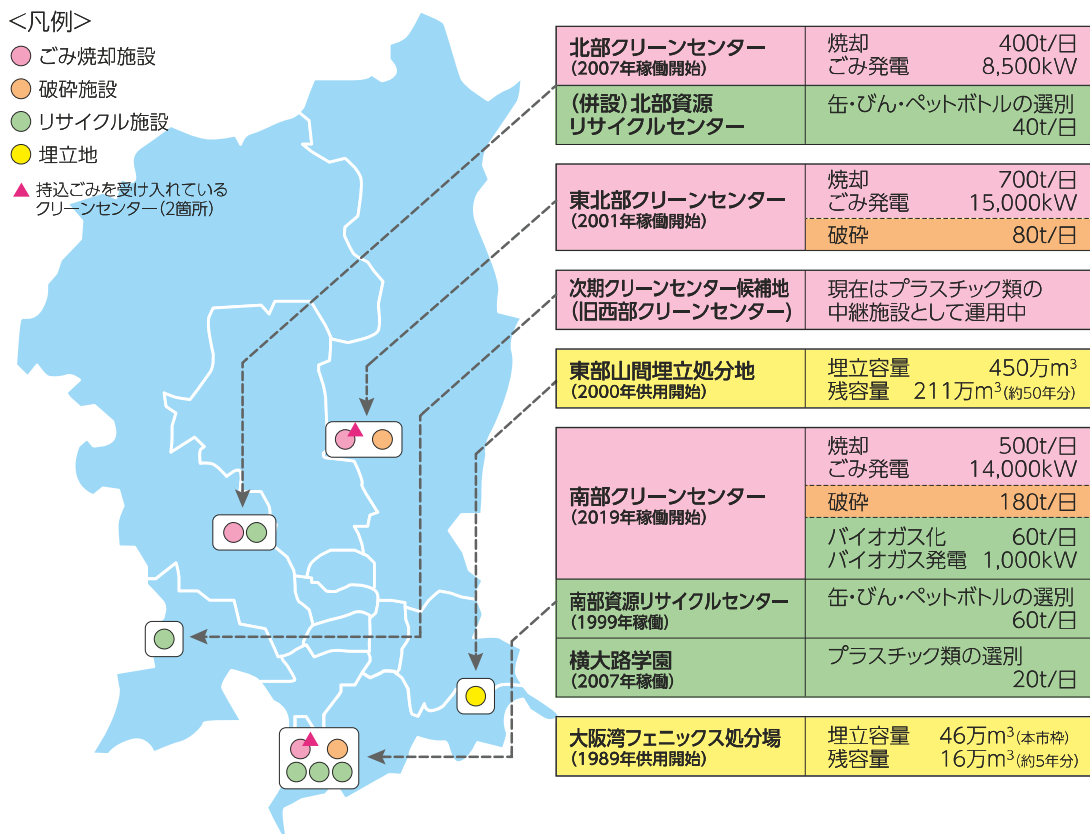 <凡例>
ごみ焼却施設
破砕施設
リサイクル施設
埋立地
持込ごみを受け入れている
クリーンセンター(2箇所)
北部クリーンセンター
(2007年稼働開始)
焼却 400t/日
ごみ発電 8,500kW
(併設)北部資源
リサイクルセンター
缶・びん・ペットボトルの選別
40t/日
東北部クリーンセンター
(2001年稼働開始)
焼却 700t/日
ごみ発電 15,000kW
破砕 80t/日
次期クリーンセンター候補地
(旧西部クリーンセンター)
現在はプラスチック類の
中継施設として運用中
東部山間埋立処分地
(2000年供用開始)
埋立容量 450万m³
残容量 211万m³(約50年分)
南部クリーンセンター
(2019年稼働開始)
焼却 500t/日
ごみ発電 14,000kW
破砕 180t/日
バイオガス化 60t/日
バイオガス発電 1,000kW
南部資源リサイクルセンター
(1999年稼働)
缶・びん・ペットボトルの選別
60t/日
横大路学園
(2007年稼働)
プラスチック類の選別
20t/日
大阪湾フェニックス処分場
(1989年供用開始)
埋立容量 46万m³(本市枠)
残容量 16万m³(約5年分)